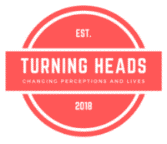 EST.
TURNING HEADS
CHANGING PERCEPTIONS AND LIVES
2018